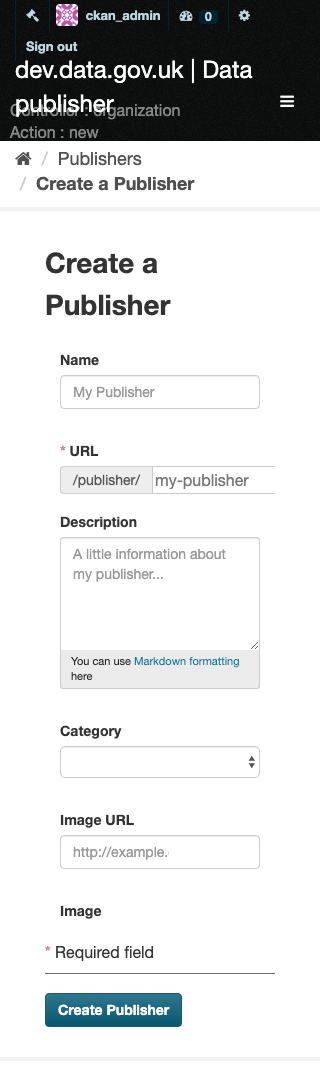 ckan_admin
0
Sign out
dev.data.gov.uk | Data
publisher
Controller : organization
Action : new
/ Publishers
/ Create a Publisher
Create a
Publisher
Name
My Publisher
* URL
/publisher/ my-publisher
Description
A little information about
my publisher...
You can use Markdown formatting
here
Category
Image URL
http://example.
Image
* Required field
Create Publisher